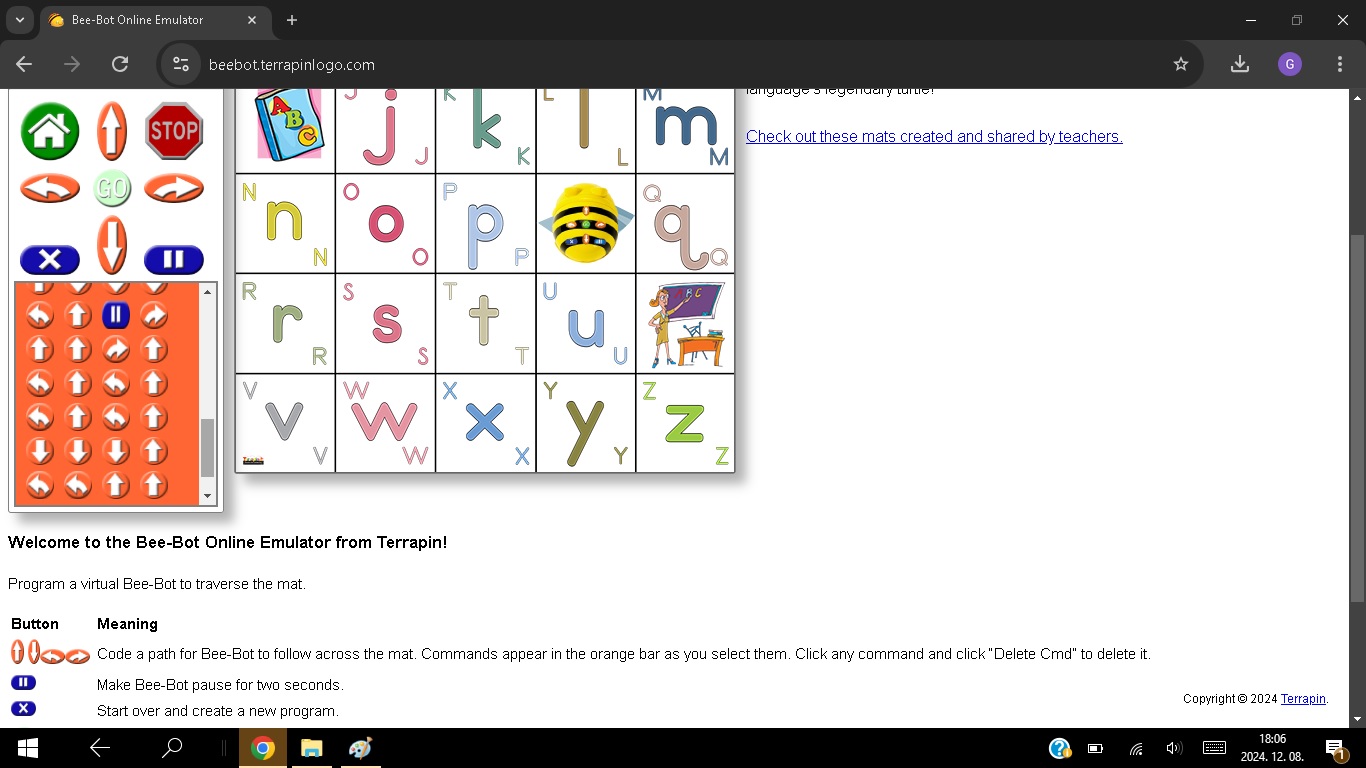 Bee-Bot Online Emulator
beebot.terrapinlogo.com
G
language's legendary turtle!
Check out these mats created and shared by teachers.
STOP
GO
A B C
J j J
K k K
L l L
M m M
N n N
O o O
P p P
Q q Q
R r R
S s S
T t T
U u U
A B C
V v V
W w W
X x X
Y y Y
Z z Z
Welcome to the Bee-Bot Online Emulator from Terrapin!
Program a virtual Bee-Bot to traverse the mat.
Button Meaning
Code a path for Bee-Bot to follow across the mat. Commands appear in the orange bar as you select them. Click any command and click "Delete Cmd" to delete it.
Make Bee-Bot pause for two seconds.
Start over and create a new program.
Copyright © 2024 Terrapin.
18:06
2024. 12. 08.
1